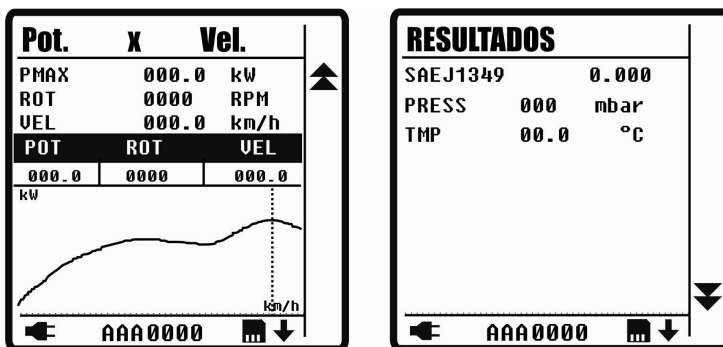 Pot. X Vel.
PMAX 000.0 kW
ROT 0000 RPM
VEL 000.0 km/h
POT ROT VEL
000.0 0000 000.0
kW
km/h
AAA0000
RESULTADOS
SAEJ1349 0.000
PRESS 000 mbar
TMP 00.0 ºC
AAA0000